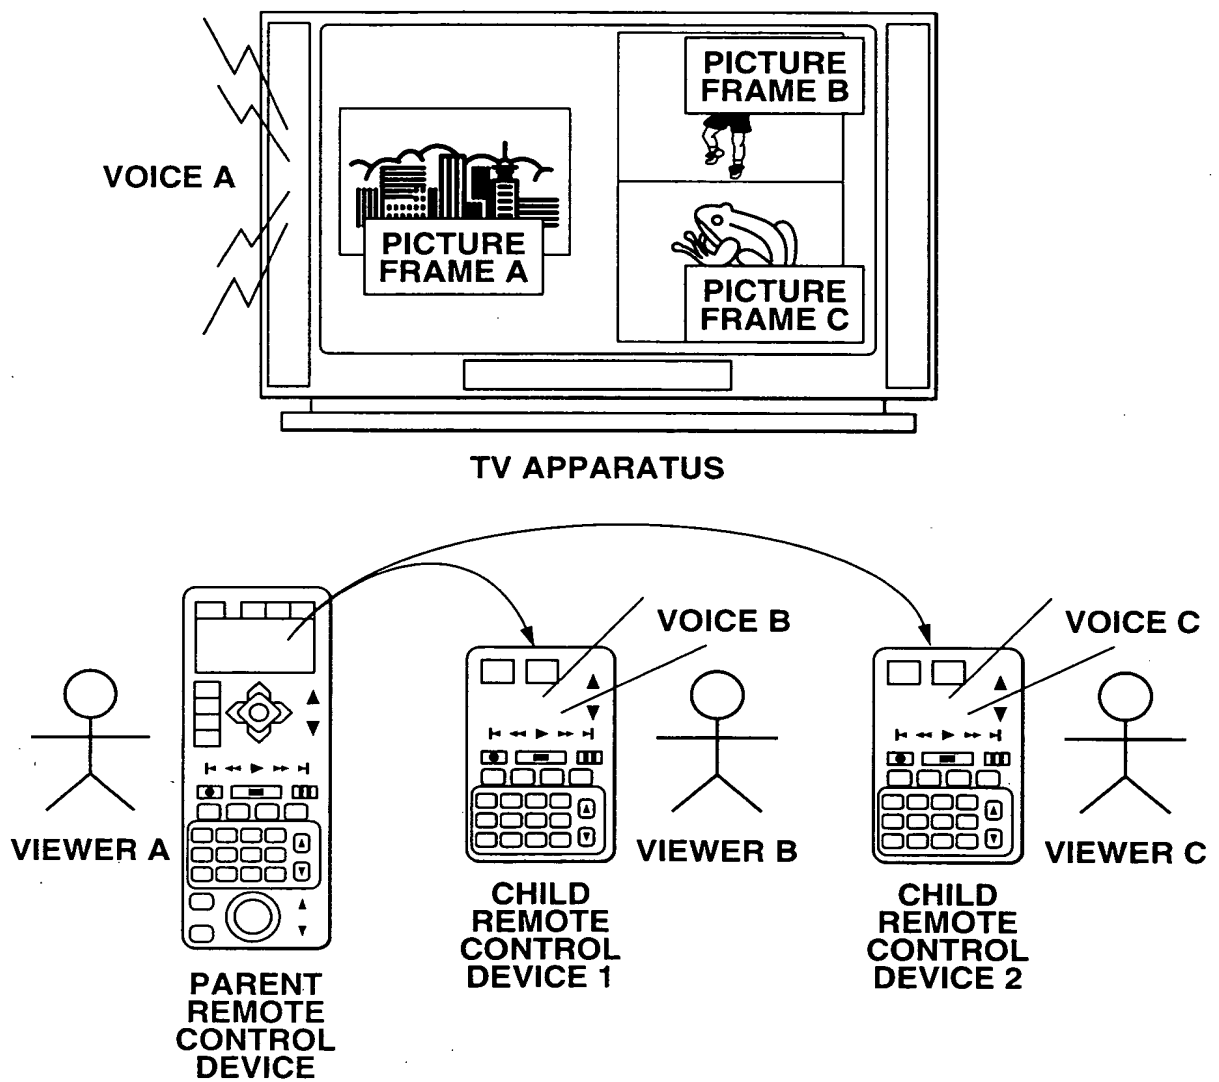 PICTURE
FRAME B
VOICE A
PICTURE
FRAME A
PICTURE
FRAME C
TV APPARATUS
VOICE B
VOICE C
VIEWER A
VIEWER B
VIEWER C
PARENT
REMOTE
CONTROL
DEVICE
CHILD
REMOTE
CONTROL
DEVICE 1
CHILD
REMOTE
CONTROL
DEVICE 2